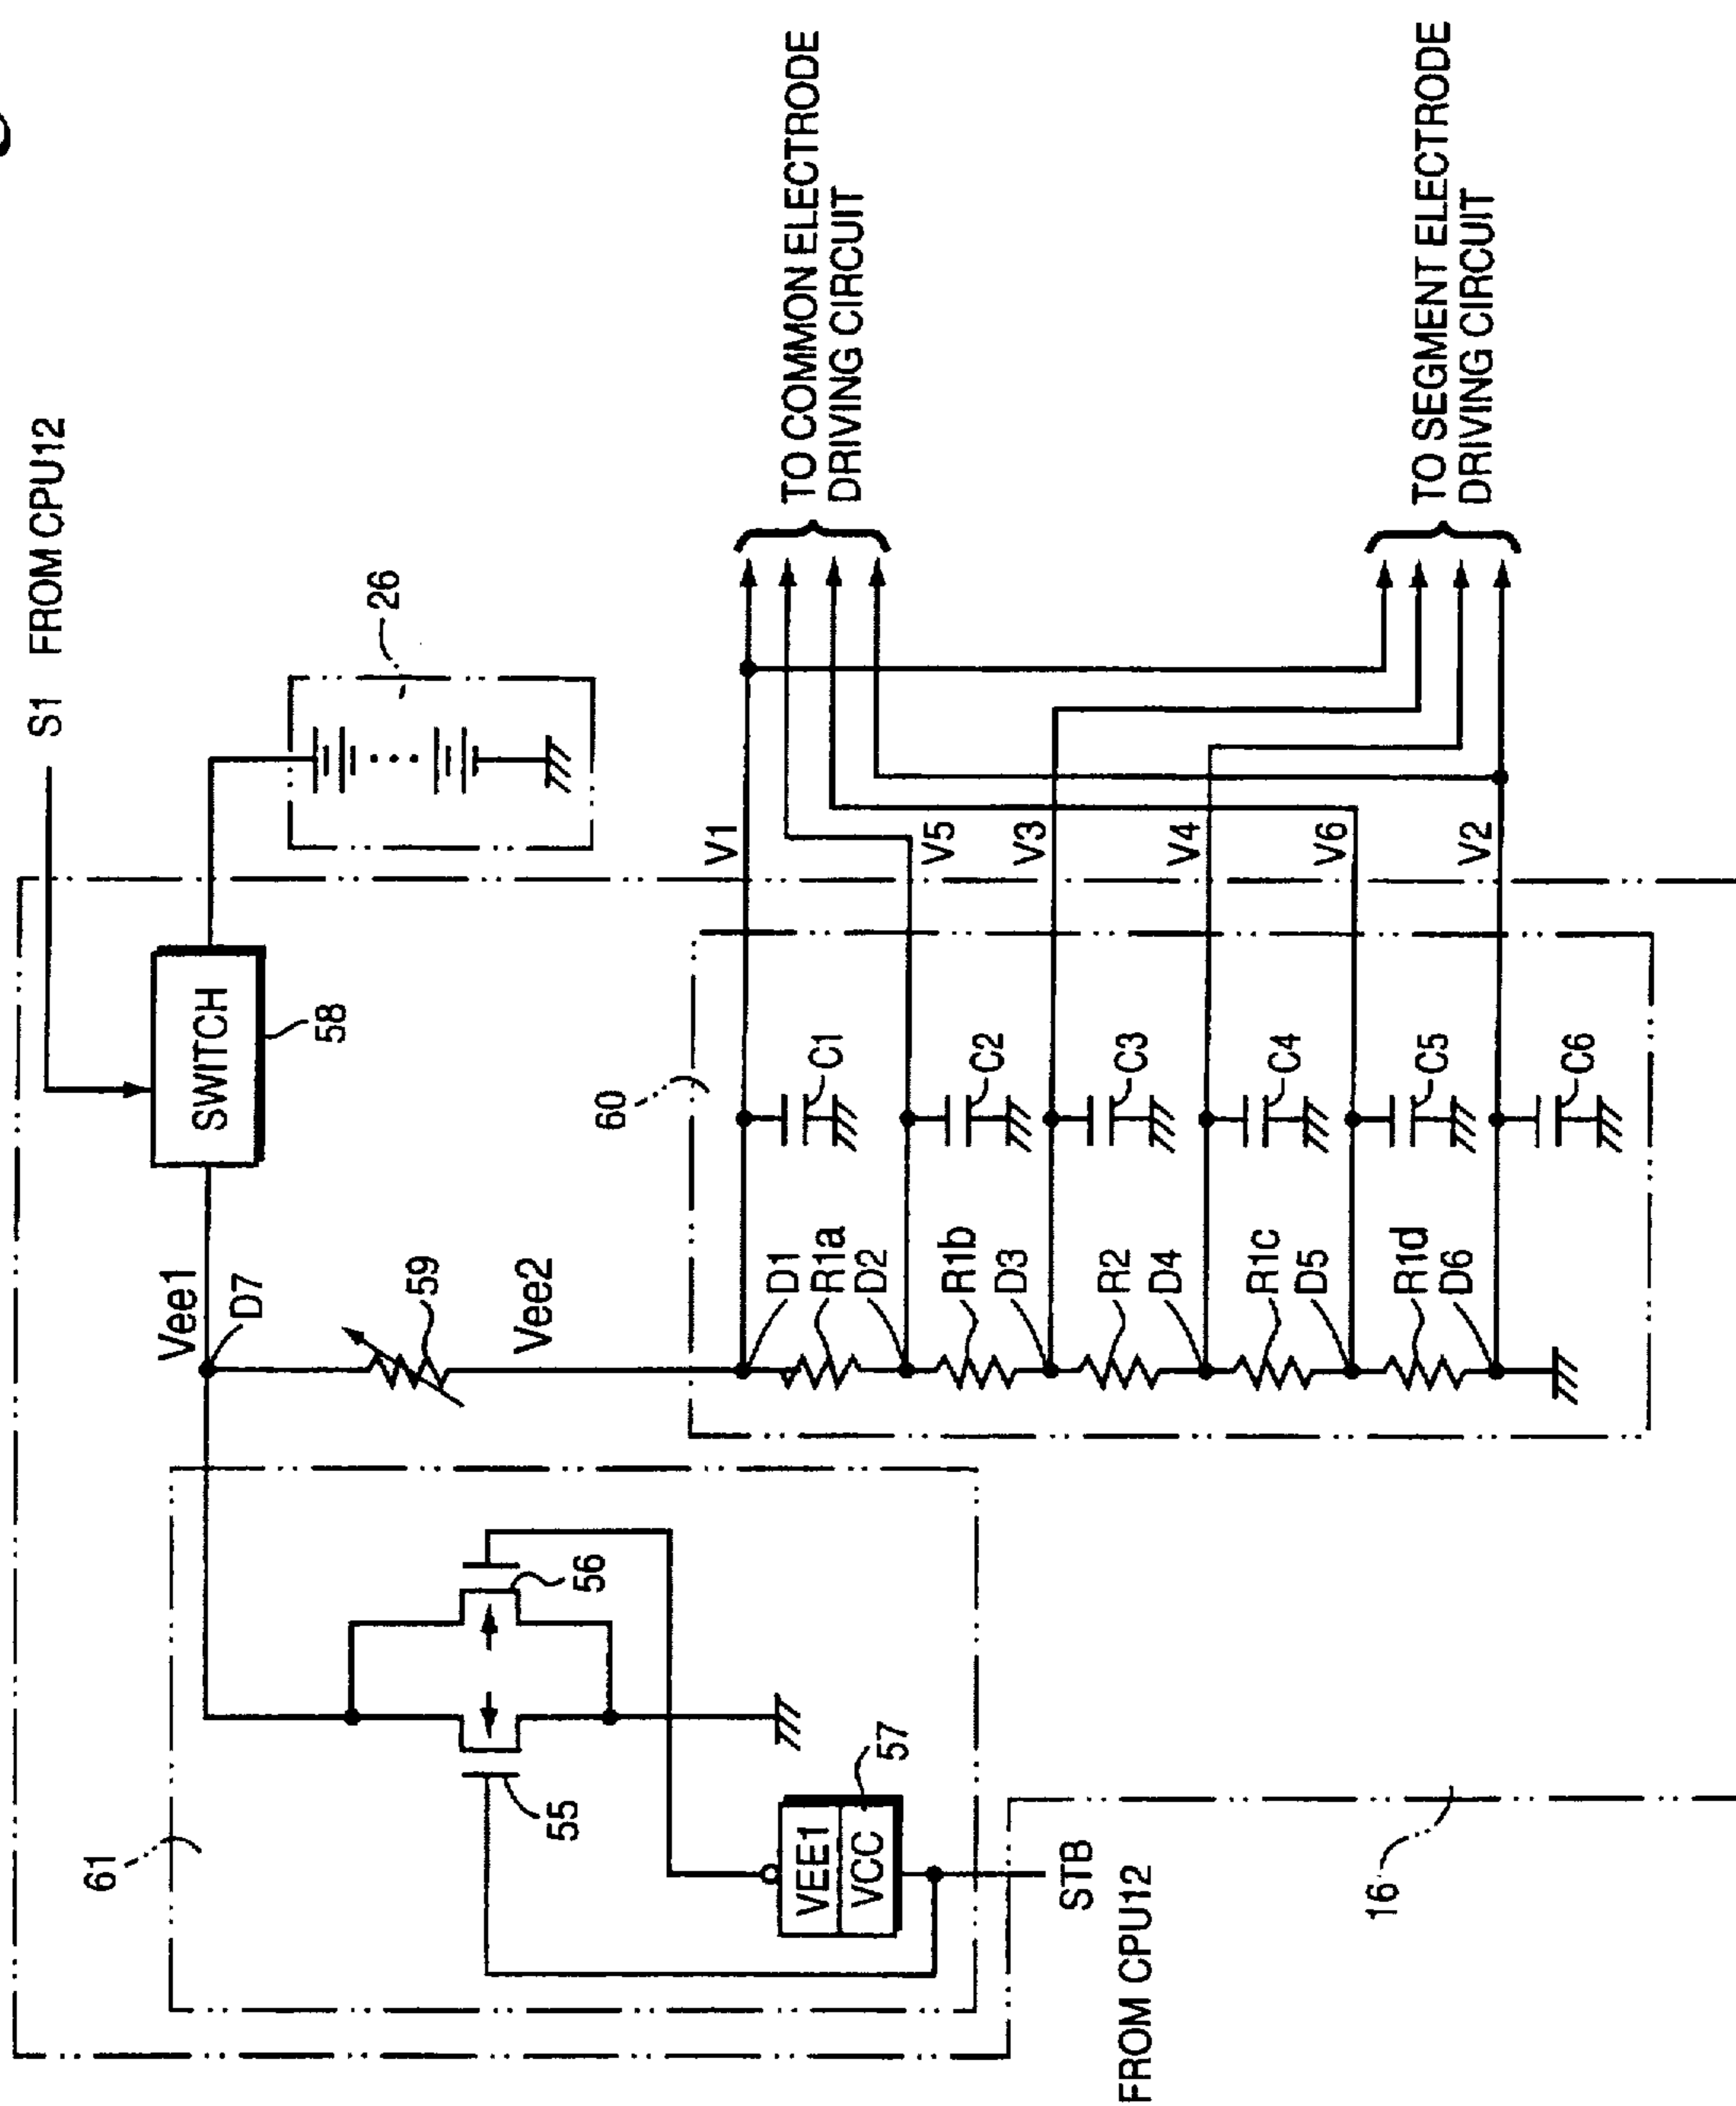 S1 FROM CPU12
SWITCH
58
26
Vee1
D7
59
Vee2
61
56
55
57
VEE1
VCC
STB
FROM CPU12
16
60
D1
R1a
D2
R1b
D3
R2
D4
R1c
D5
R1d
D6
C1
C2
C3
C4
C5
C6
V1
V5
V3
V4
V6
V2
TO COMMON ELECTRODE
DRIVING CIRCUIT
TO SEGMENT ELECTRODE
DRIVING CIRCUIT